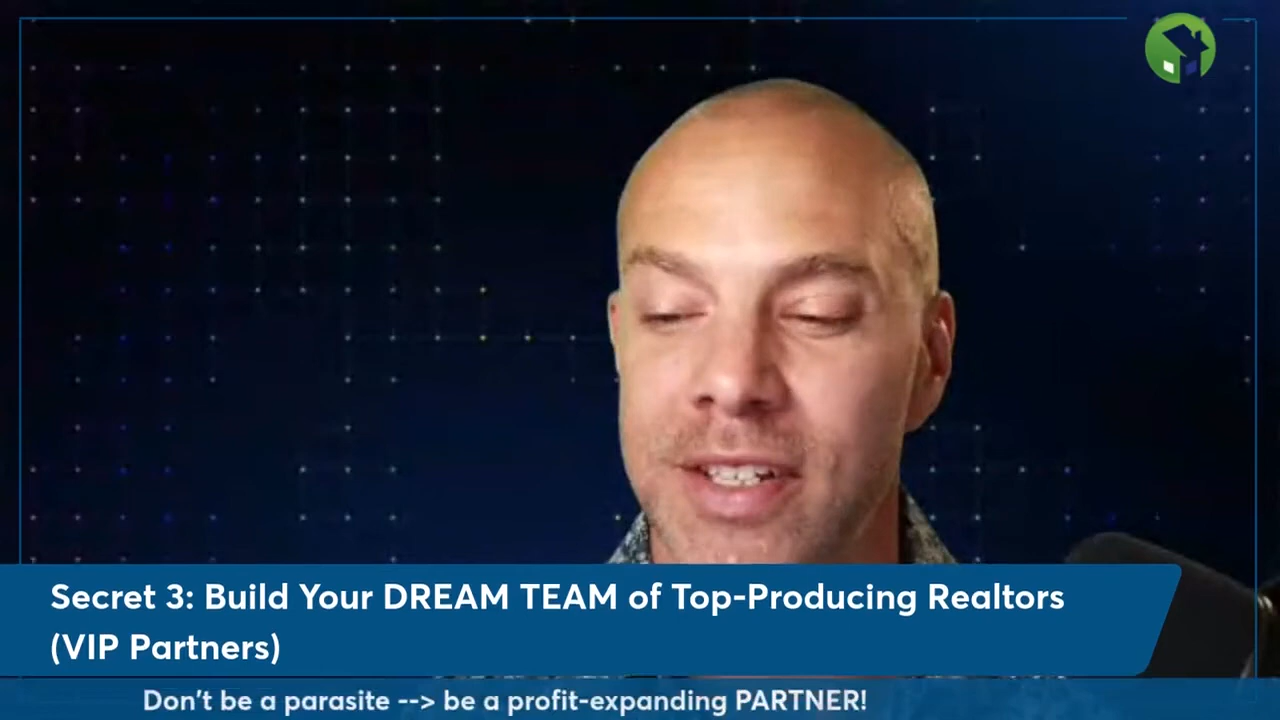 Secret 3: Build Your DREAM TEAM of Top-Producing Realtors
(VIP Partners)
Don't be a parasite --> be a profit-expanding PARTNER!